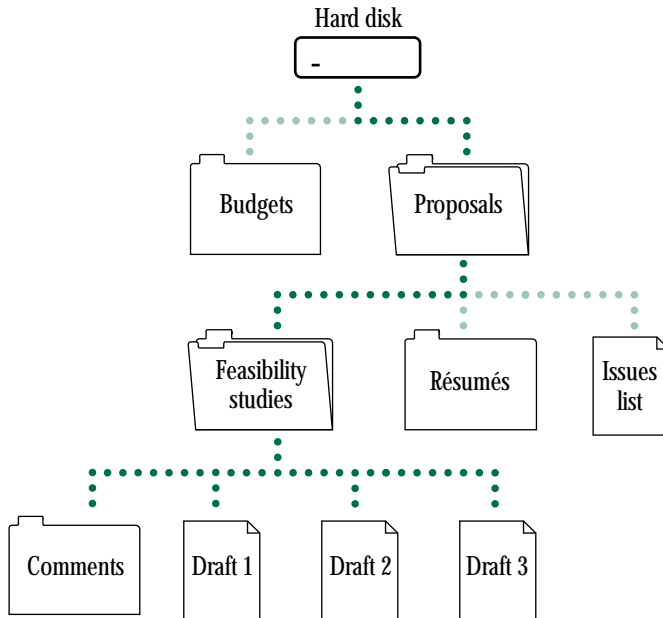 Hard disk
Budgets
Proposals
Feasibility
studies
Résumés
Issues
list
Comments
Draft 1
Draft 2
Draft 3